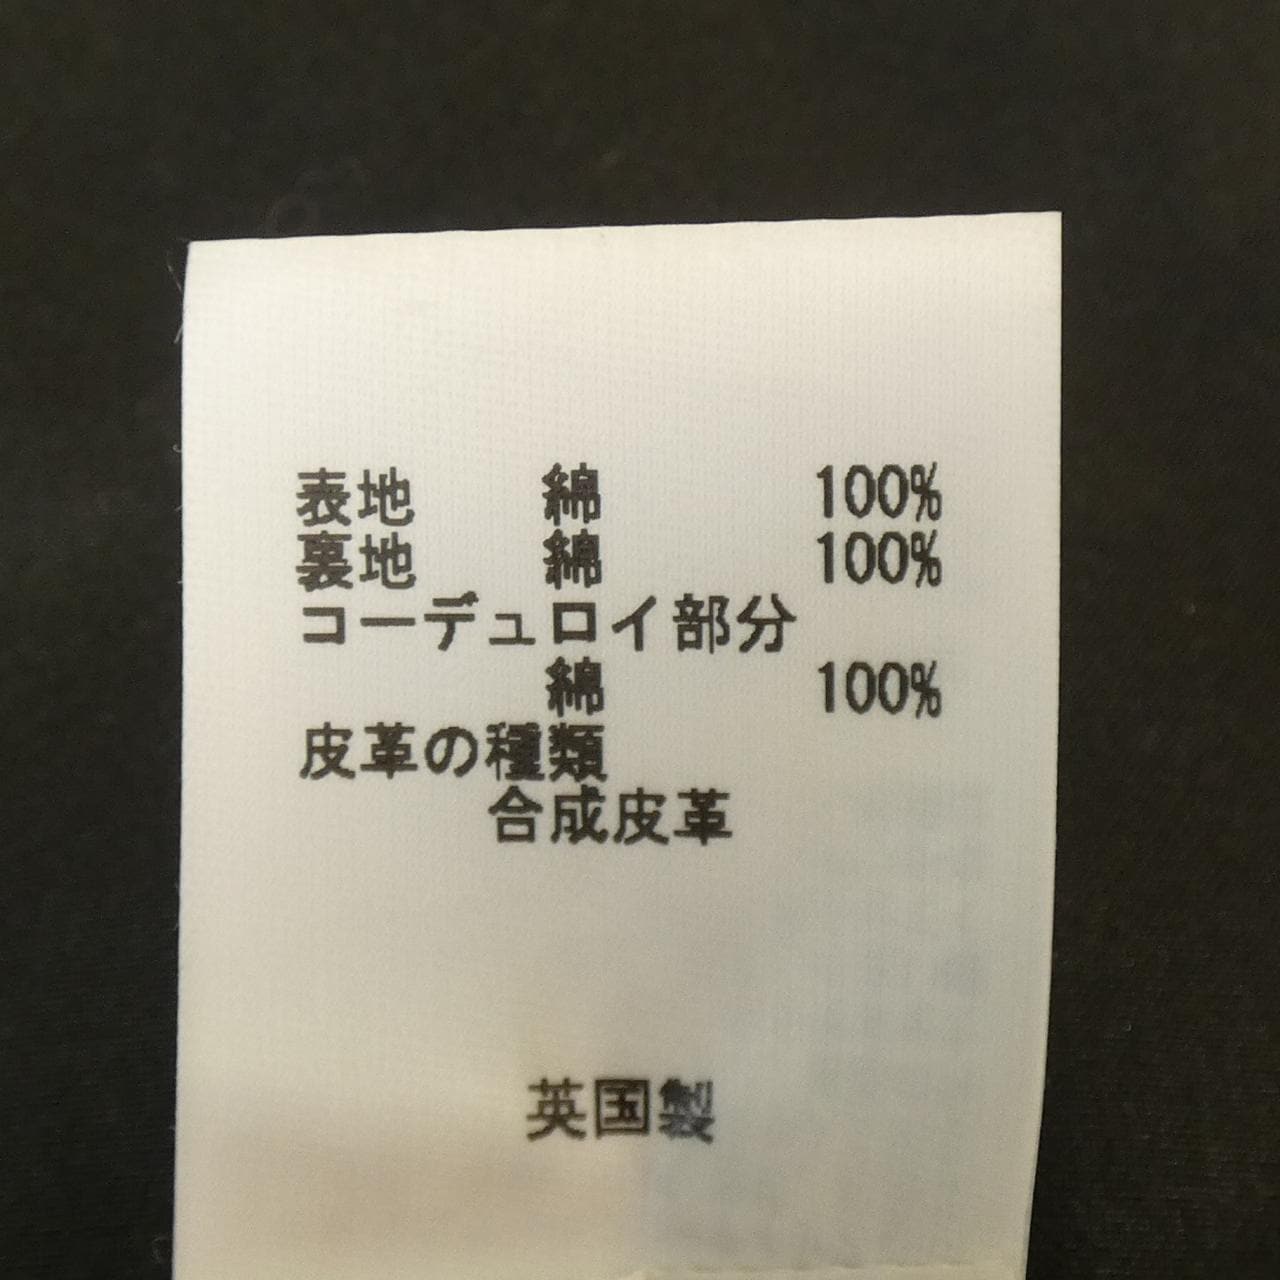 表地 綿 100%
裏地 綿 100%
コーデュロイ部分
綿 100%
皮革の種類
合成皮革
英国製